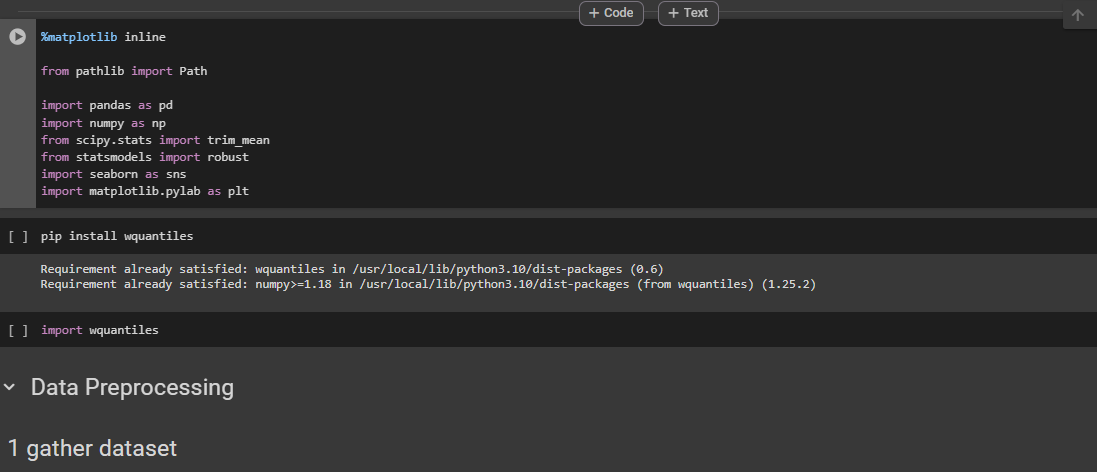 + Code + Text
%matplotlib inline
from pathlib import Path
import pandas as pd
import numpy as np
from scipy.stats import trim_mean
from statsmodels import robust
import seaborn as sns
import matplotlib.pylab as plt
[ ] pip install wquantiles
Requirement already satisfied: wquantiles in /usr/local/lib/python3.10/dist-packages (0.6)
Requirement already satisfied: numpy>=1.18 in /usr/local/lib/python3.10/dist-packages (from wquantiles) (1.25.2)
[ ] import wquantiles
Data Preprocessing
1 gather dataset